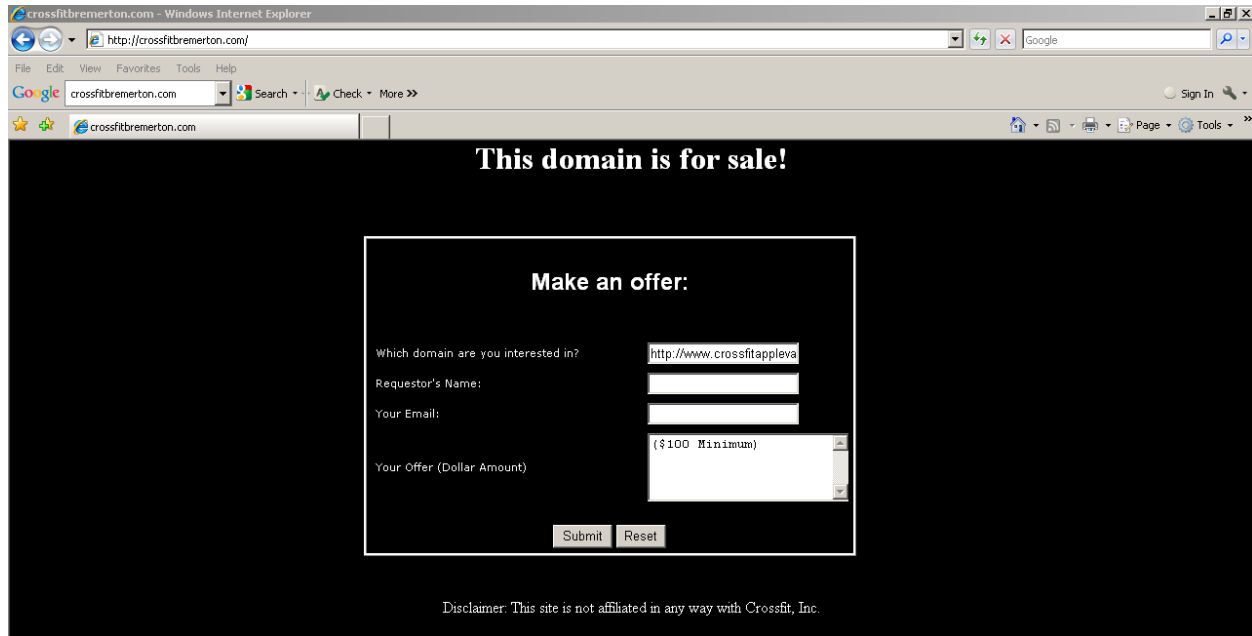 crossfitbremerton.com - Windows Internet Explorer
http://crossfitbremerton.com/
Google
File Edit View Favorites Tools Help
Google crossfitbremerton.com Search Check More >> Sign In
crossfitbremerton.com Page Tools >>
This domain is for sale!
Make an offer:
Which domain are you interested in? http://www.crossfitappleva
Requestor's Name:
Your Email:
($100 Minimum)
Your Offer (Dollar Amount)
Submit Reset
Disclaimer: This site is not affiliated in any way with Crossfit, Inc.